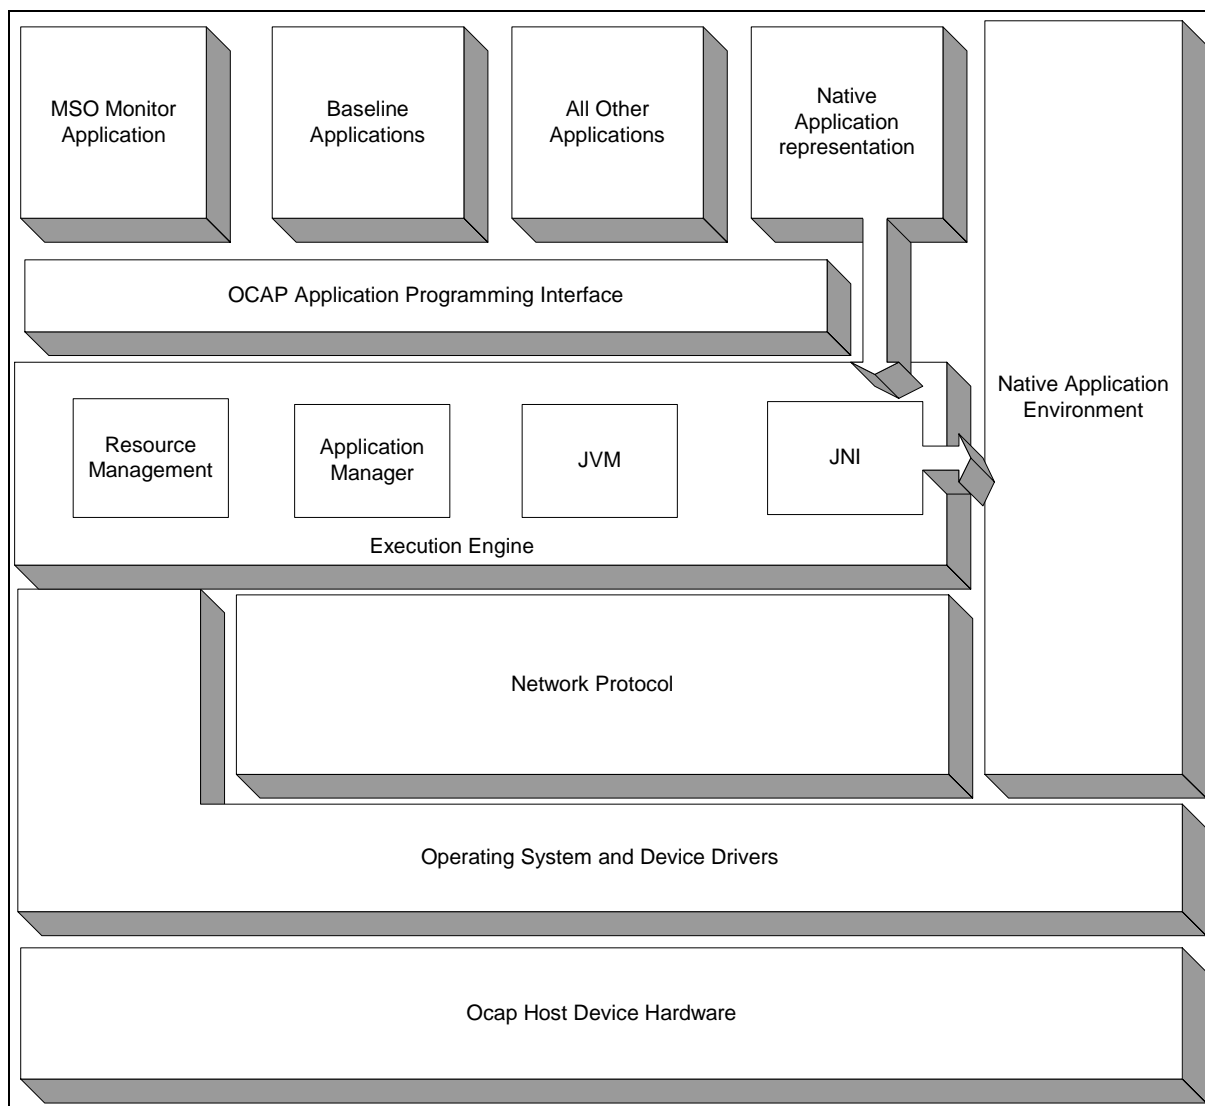 MSO Monitor
Application
Baseline
Applications
All Other
Applications
Native
Application
representation
OCAP Application Programming Interface
Native Application
Environment
Resource
Management
Application
Manager
JVM
JNI
Execution Engine
Network Protocol
Operating System and Device Drivers
Ocap Host Device Hardware